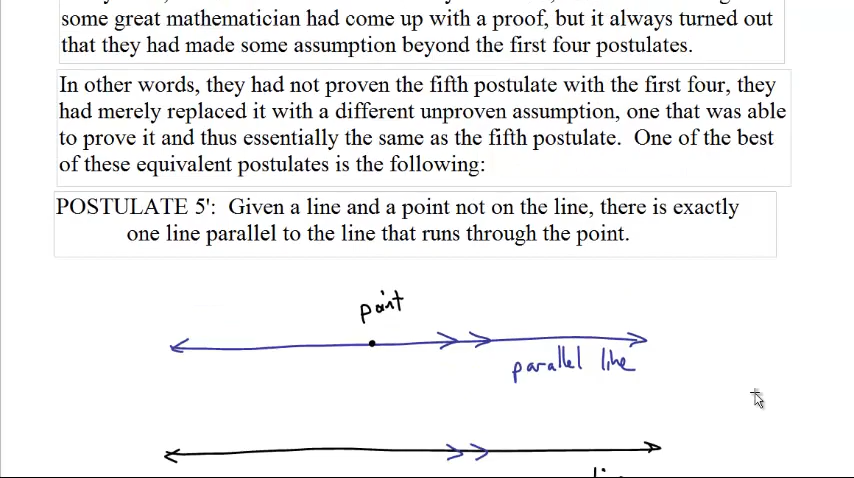 some great mathematician had come up with a proof, but it always turned out
that they had made some assumption beyond the first four postulates.
In other words, they had not proven the fifth postulate with the first four, they
had merely replaced it with a different unproven assumption, one that was able
to prove it and thus essentially the same as the fifth postulate.  One of the best
of these equivalent postulates is the following:
POSTULATE 5':  Given a line and a point not on the line, there is exactly
one line parallel to the line that runs through the point.
point
parallel line